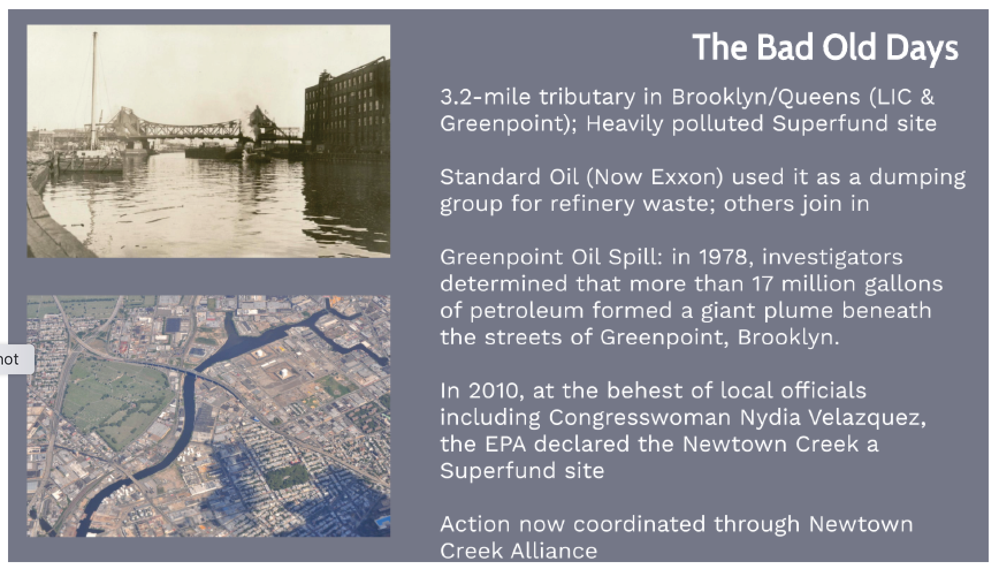 The Bad Old Days
3.2-mile tributary in Brooklyn/Queens (LIC &
Greenpoint); Heavily polluted Superfund site
Standard Oil (Now Exxon) used it as a dumping
group for refinery waste; others join in
Greenpoint Oil Spill: in 1978, investigators
determined that more than 17 million gallons
of petroleum formed a giant plume beneath
the streets of Greenpoint, Brooklyn.
not
In 2010, at the behest of local officials
including Congresswoman Nydia Velazquez,
the EPA declared the Newtown Creek a
Superfund site
Action now coordinated through Newtown
Creek Alliance